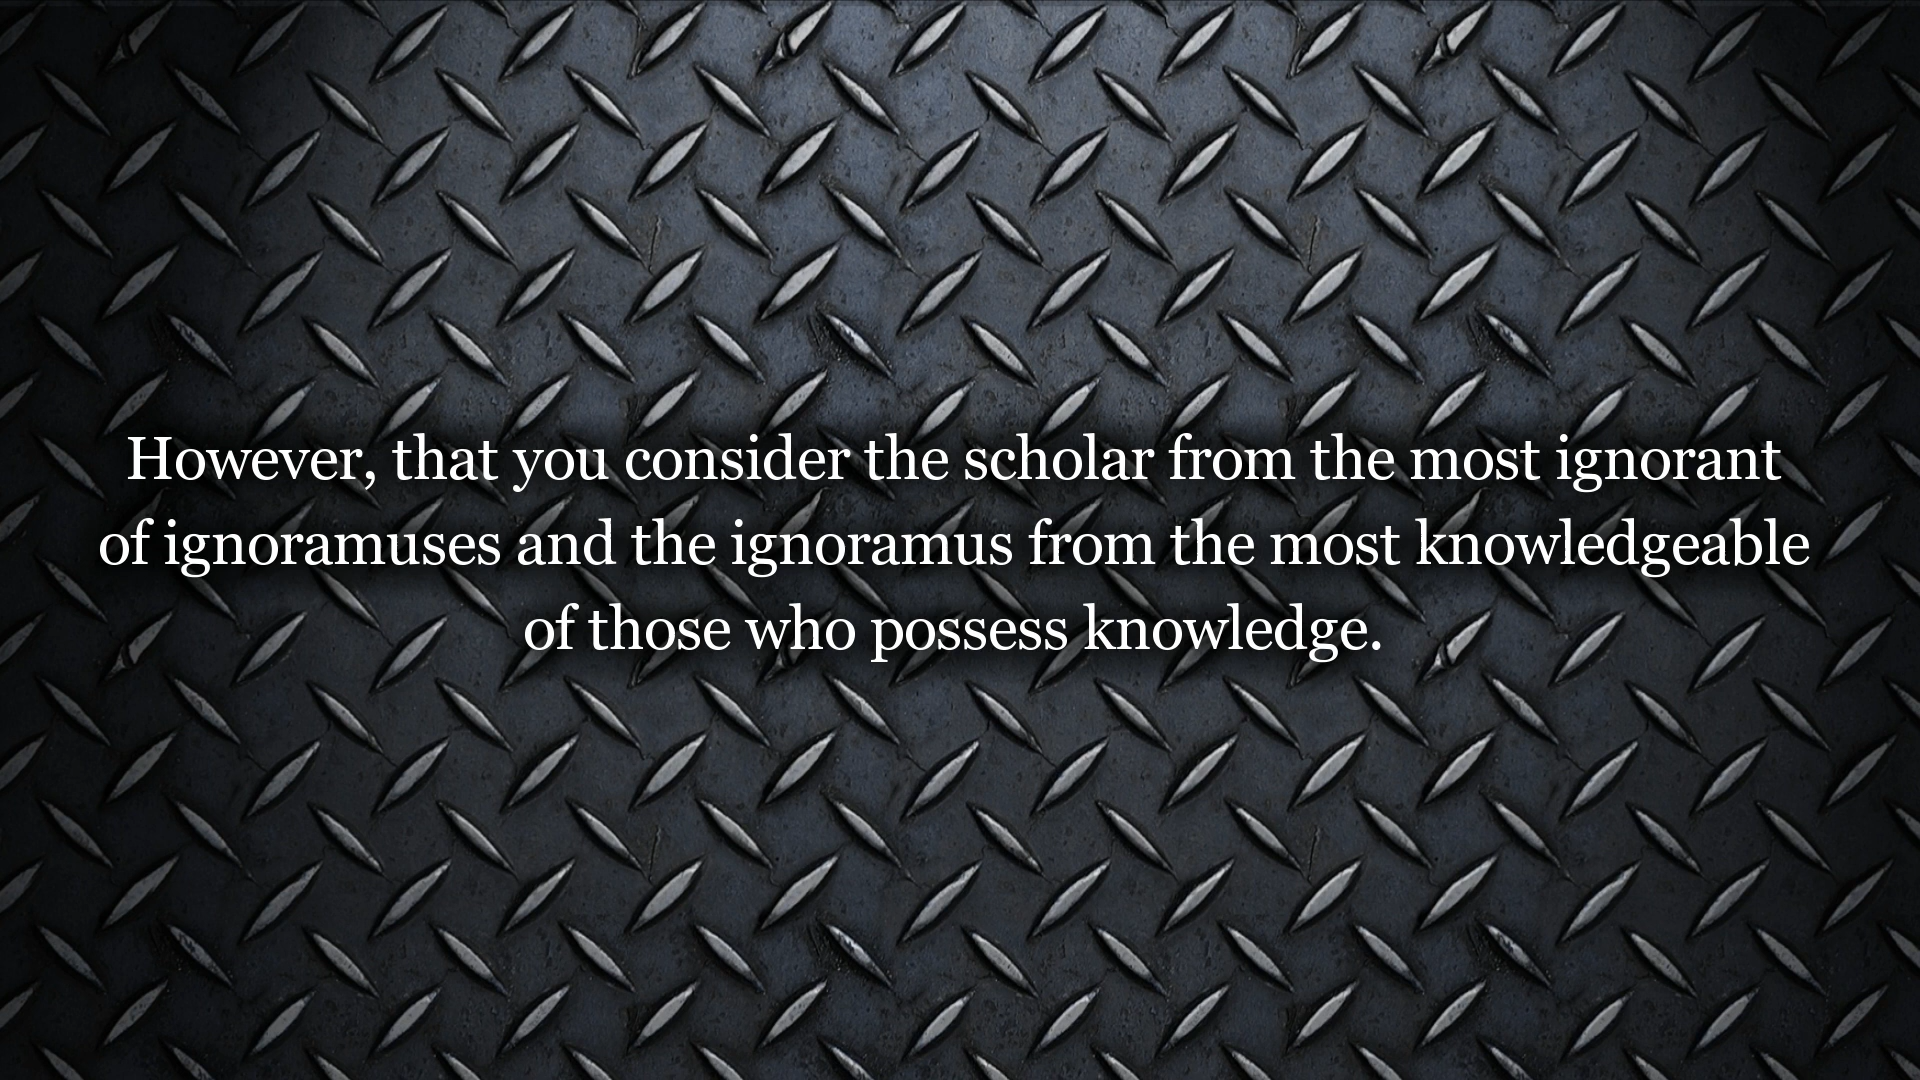 However, that you consider the scholar from the most ignorant
of ignoramuses and the ignoramus from the most knowledgeable
of those who possess knowledge.